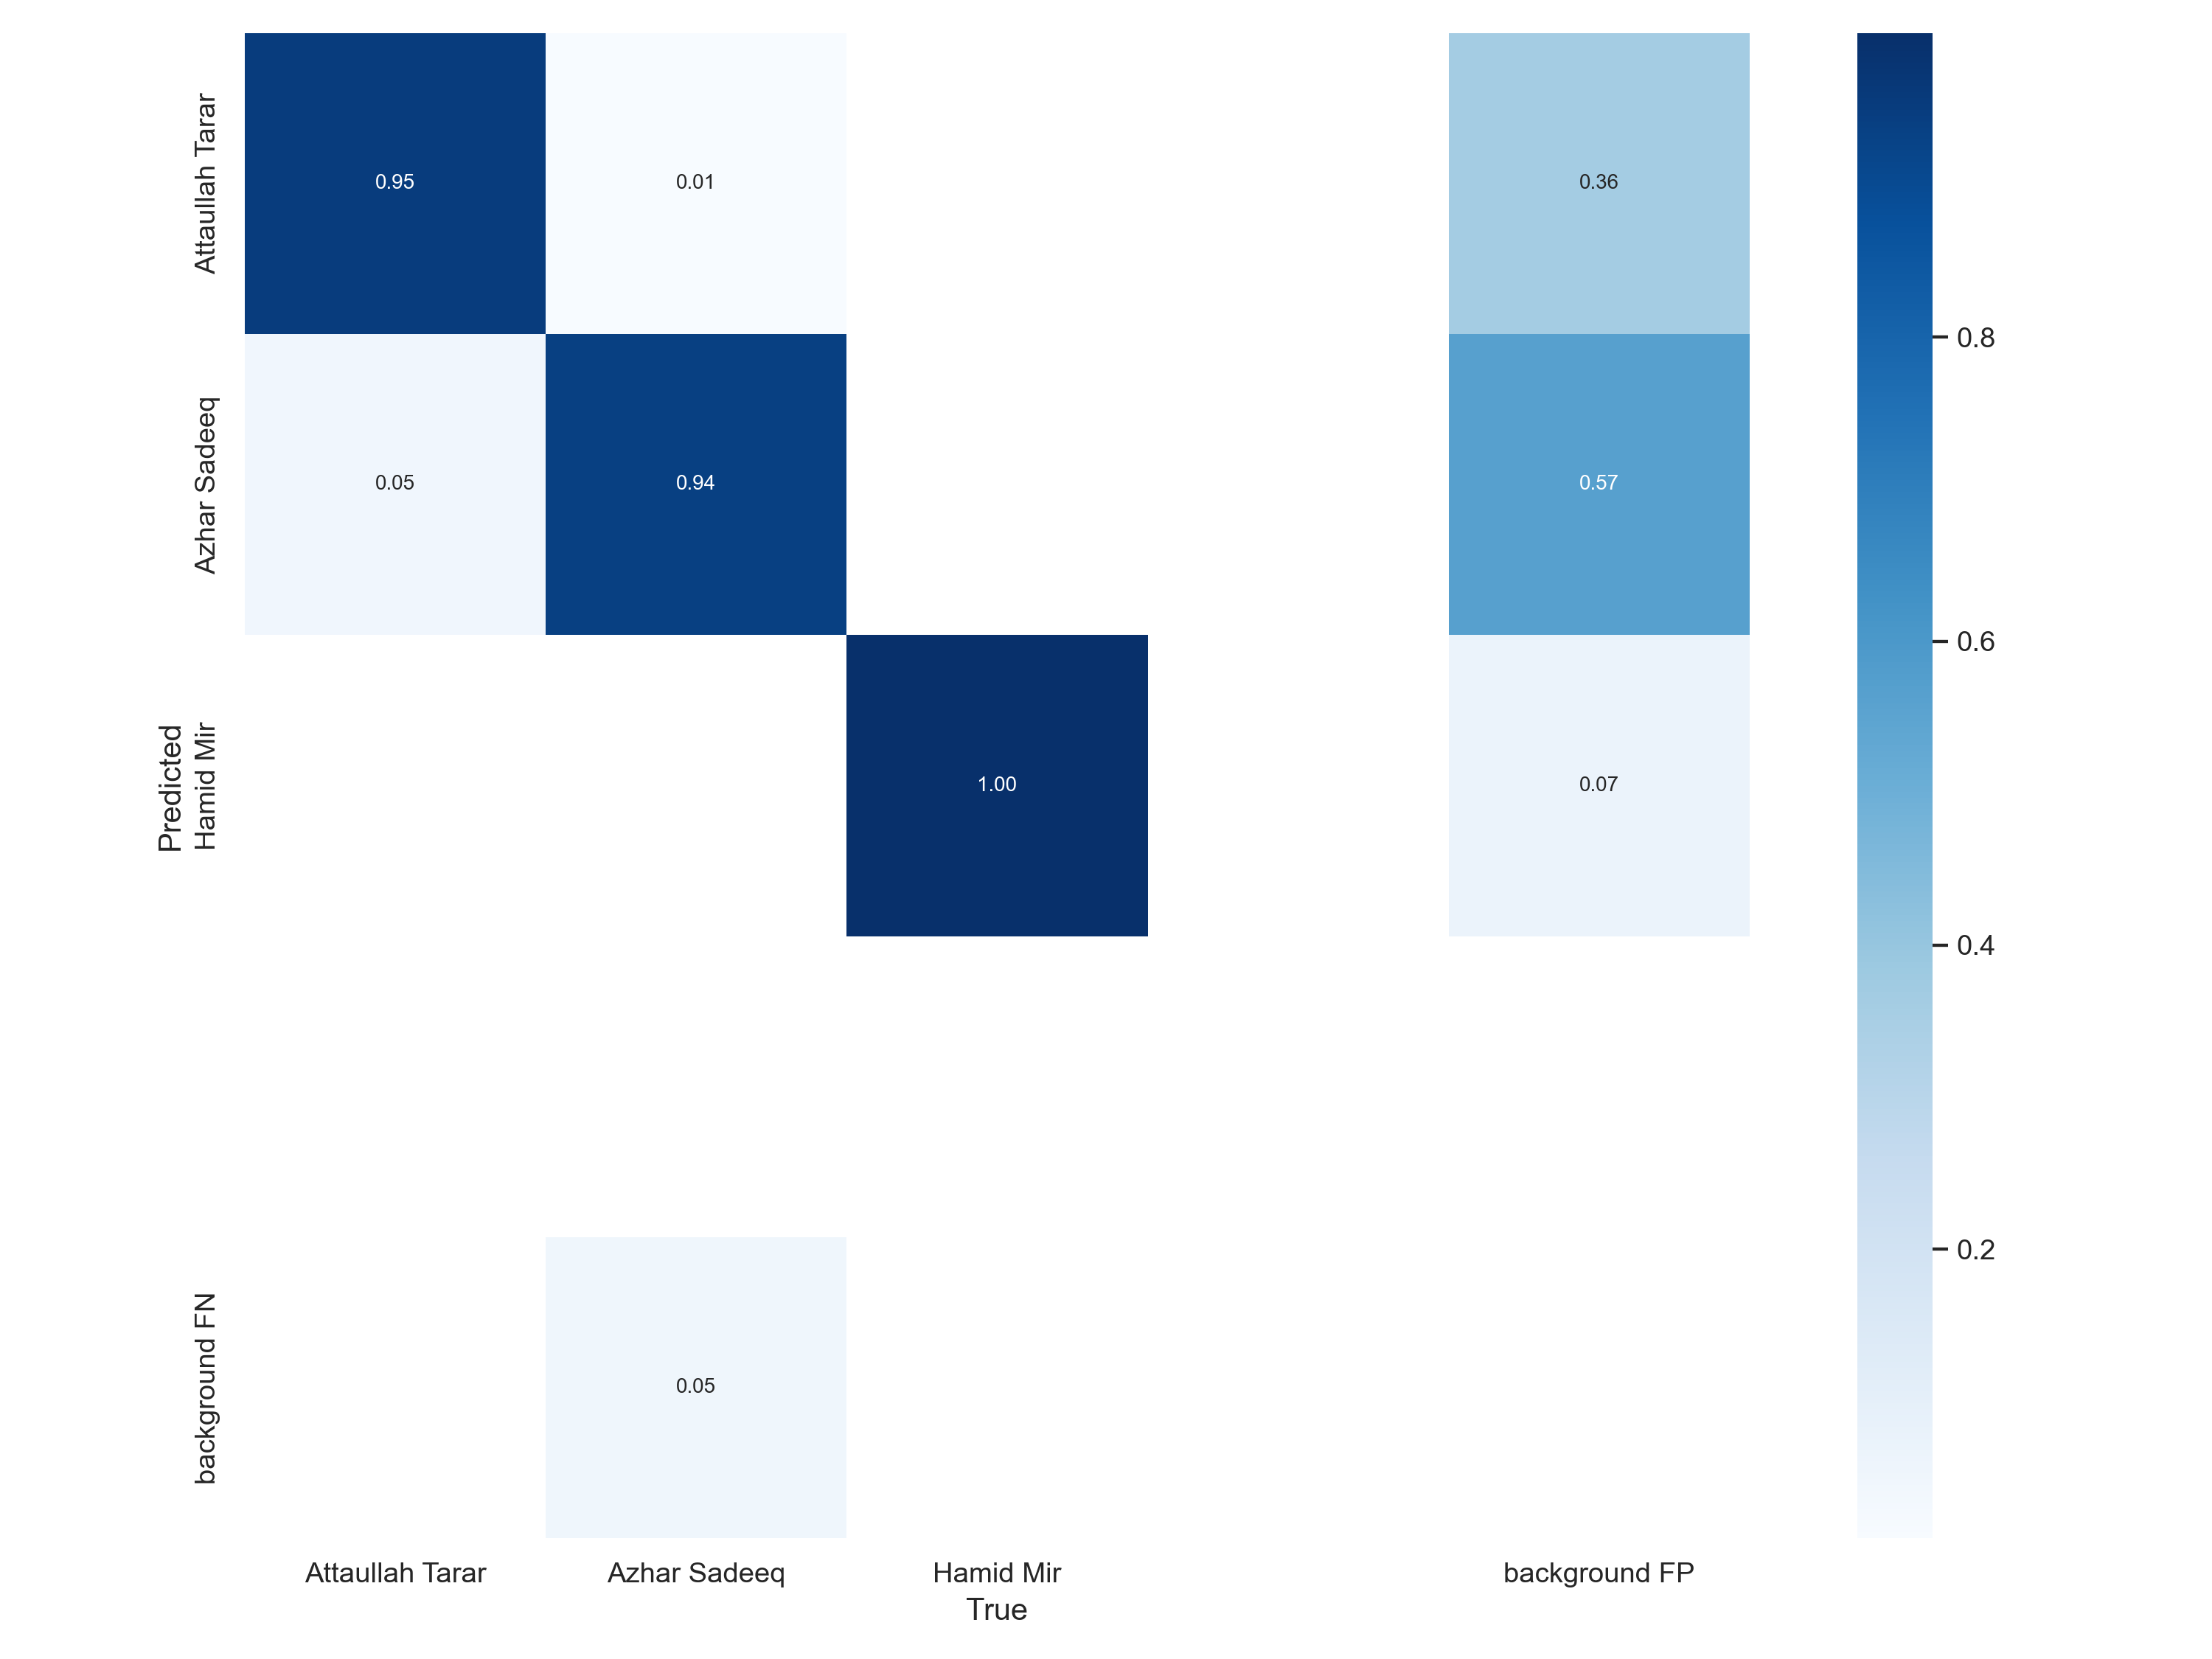 Attaullah Tarar
0.95
0.01
0.36
0.8
Azhar Sadeeq
0.05
0.94
0.57
0.6
Predicted
Hamid Mir
1.00
0.07
0.4
0.2
background FN
0.05
Attaullah Tarar
Azhar Sadeeq
Hamid Mir
background FP
True